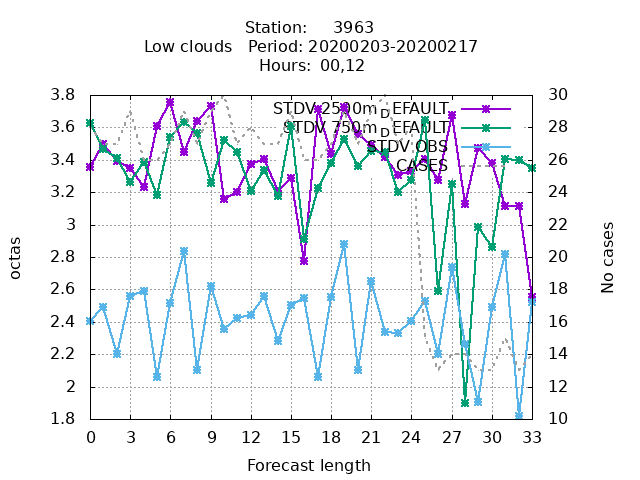 Station: 3963
Low clouds Period: 20200203-20200217
Hours: 00,12
STDV 2500m_DEFAULT
STDV 750m_DEFAULT
STDV OBS
CASES
3.8
3.6
3.4
3.2
3
2.8
2.6
2.4
2.2
2
1.8
30
28
26
24
22
20
18
16
14
12
10
octas
No cases
0 3 6 9 12 15 18 21 24 27 30 33
Forecast length